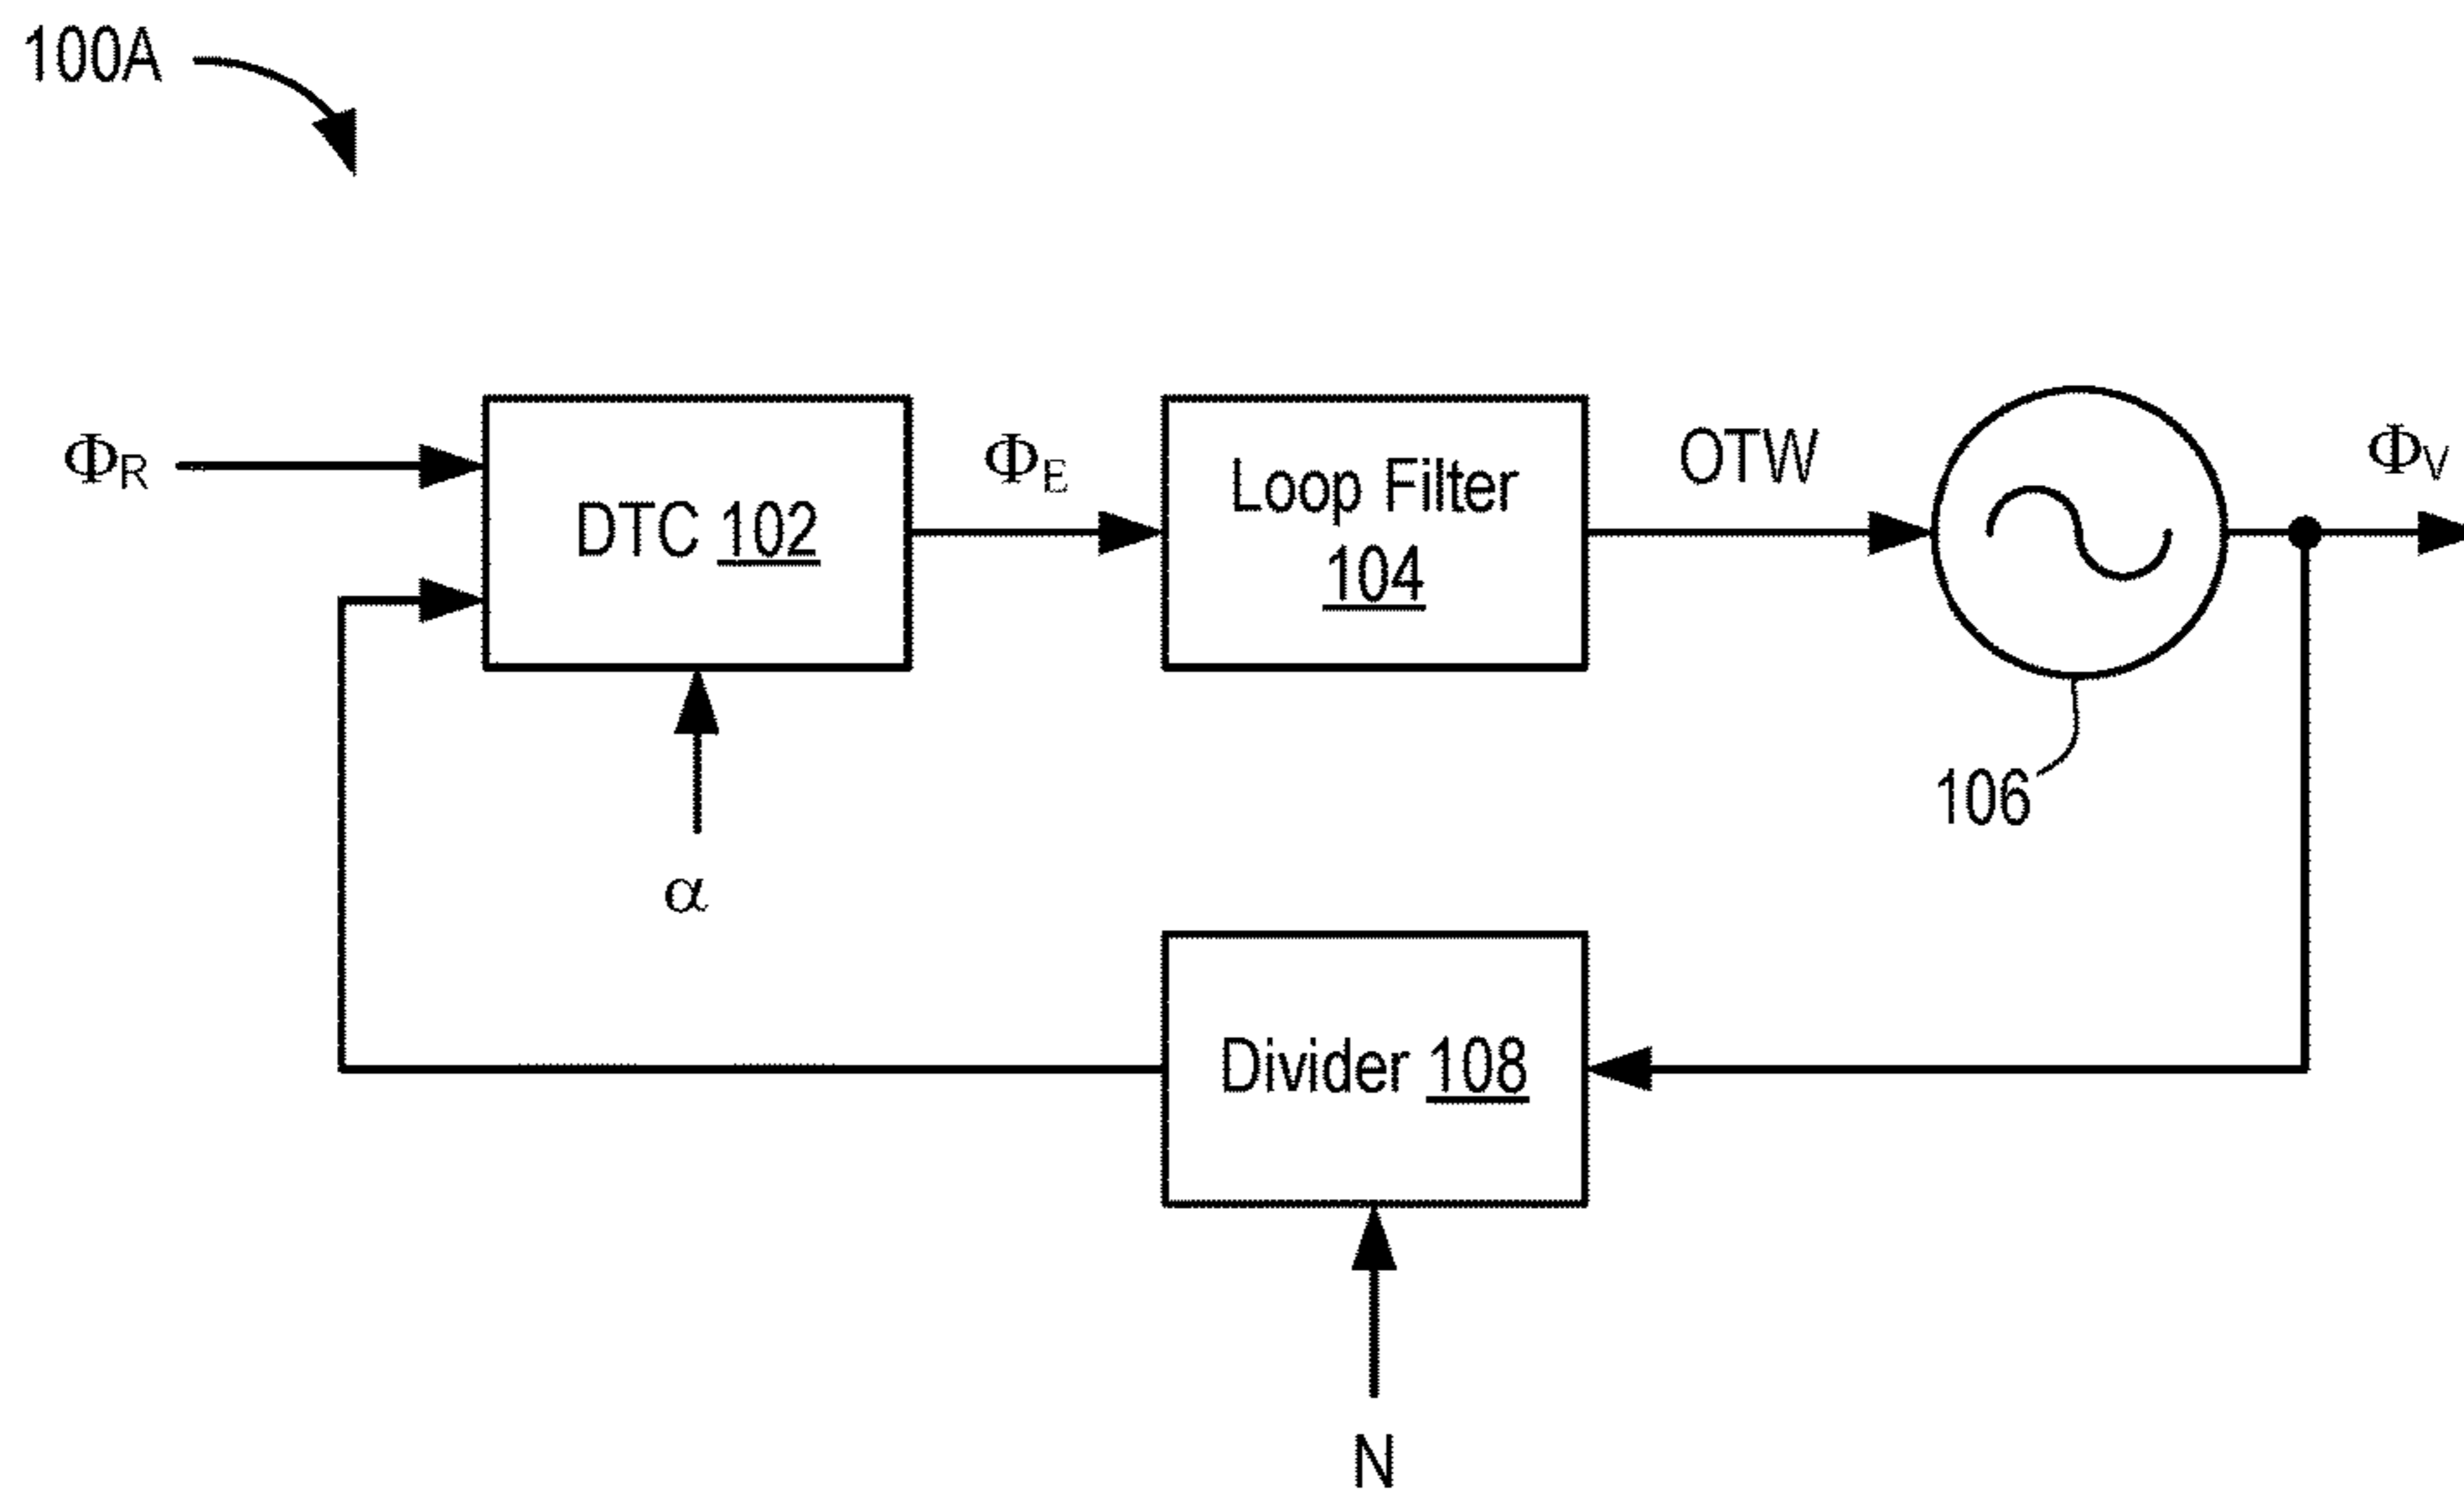 100A
ΦR
DTC 102
ΦE
Loop Filter
104
OTW
ΦV
106
α
Divider 108
N